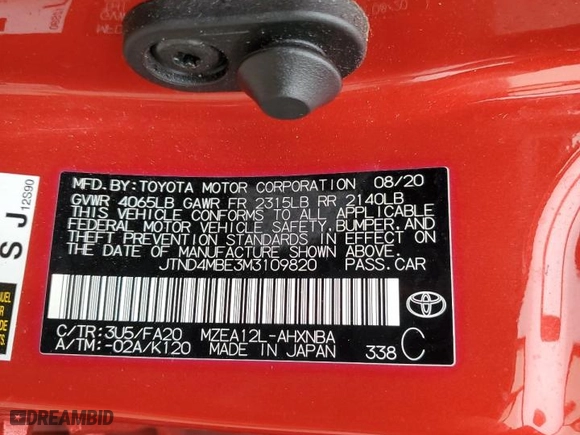 MFD. BY: TOYOTA MOTOR CORPORATION 08/20
GVWR 4065LB GAWR FR 2315LB RR 2140LB
THIS VEHICLE CONFORMS TO ALL APPLICABLE
FEDERAL MOTOR VEHICLE SAFETY, BUMPER, AND
THEFT PREVENTION STANDARDS IN EFFECT ON
THE DATE OF MANUFACTURE SHOWN ABOVE.
JTND4MBE3M3109820 PASS. CAR
C/TR: 3U5/FA20 MZEA12L-AHXNBA
A/TM: -02A/K120 MADE IN JAPAN 338 C
S J
12S90
DREAMBID